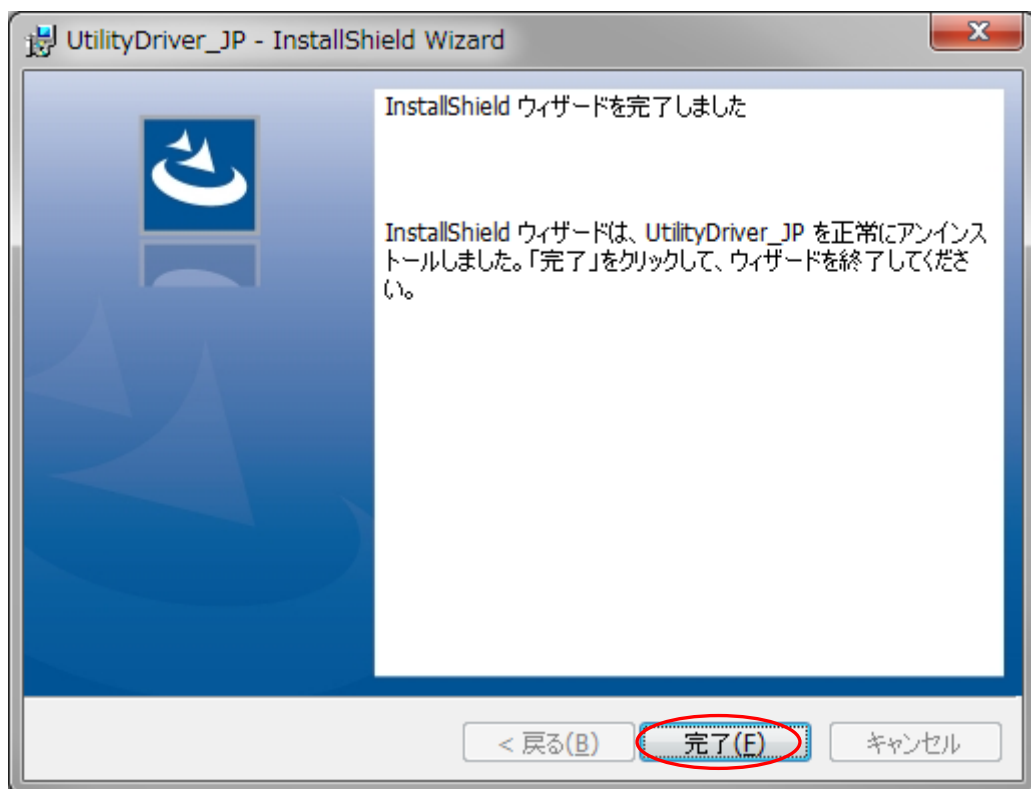 UtilityDriver_JP - InstallShield Wizard
InstallShield ウィザードを完了しました
InstallShield ウィザードは、UtilityDriver_JP を正常にアンインス
トールしました。「完了」をクリックして、ウィザードを終了してくださ
い。
< 戻る(B)
完了(F)
キャンセル